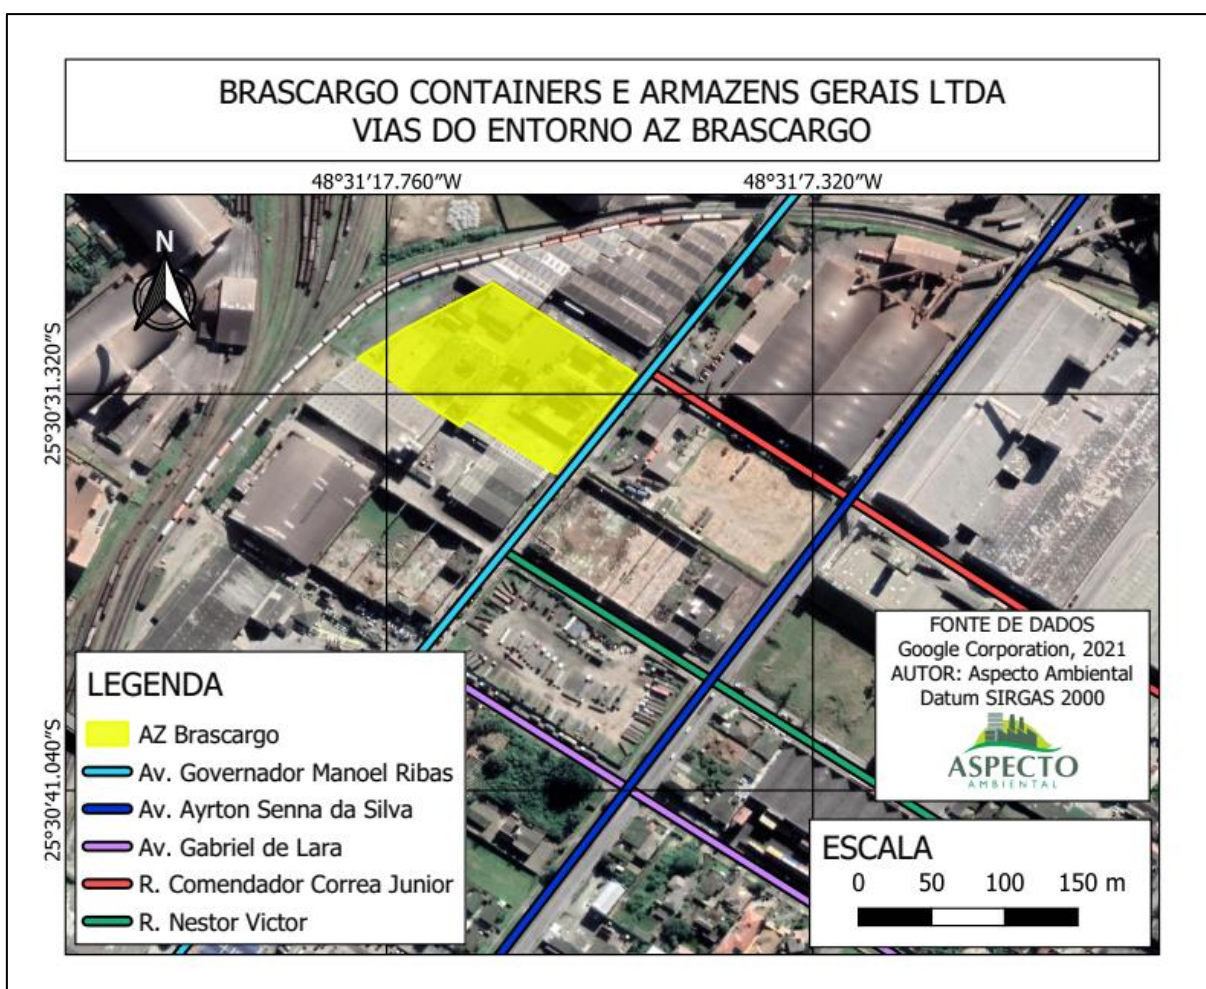 BRASCARGO CONTAINERS E ARMAZENS GERAIS LTDA
VIAS DO ENTORNO AZ BRASCARGO
48°31'17.760"W
48°31'7.320"W
N
25°30'31.320"S
25°30'41.040"S
LEGENDA
AZ Brascargo
Av. Governador Manoel Ribas
Av. Ayrton Senna da Silva
Av. Gabriel de Lara
R. Comendador Correa Junior
R. Nestor Victor
FONTE DE DADOS
Google Corporation, 2021
AUTOR: Aspecto Ambiental
Datum SIRGAS 2000
ASPECTO
AMBIENTAL
ESCALA
0 50 100 150 m